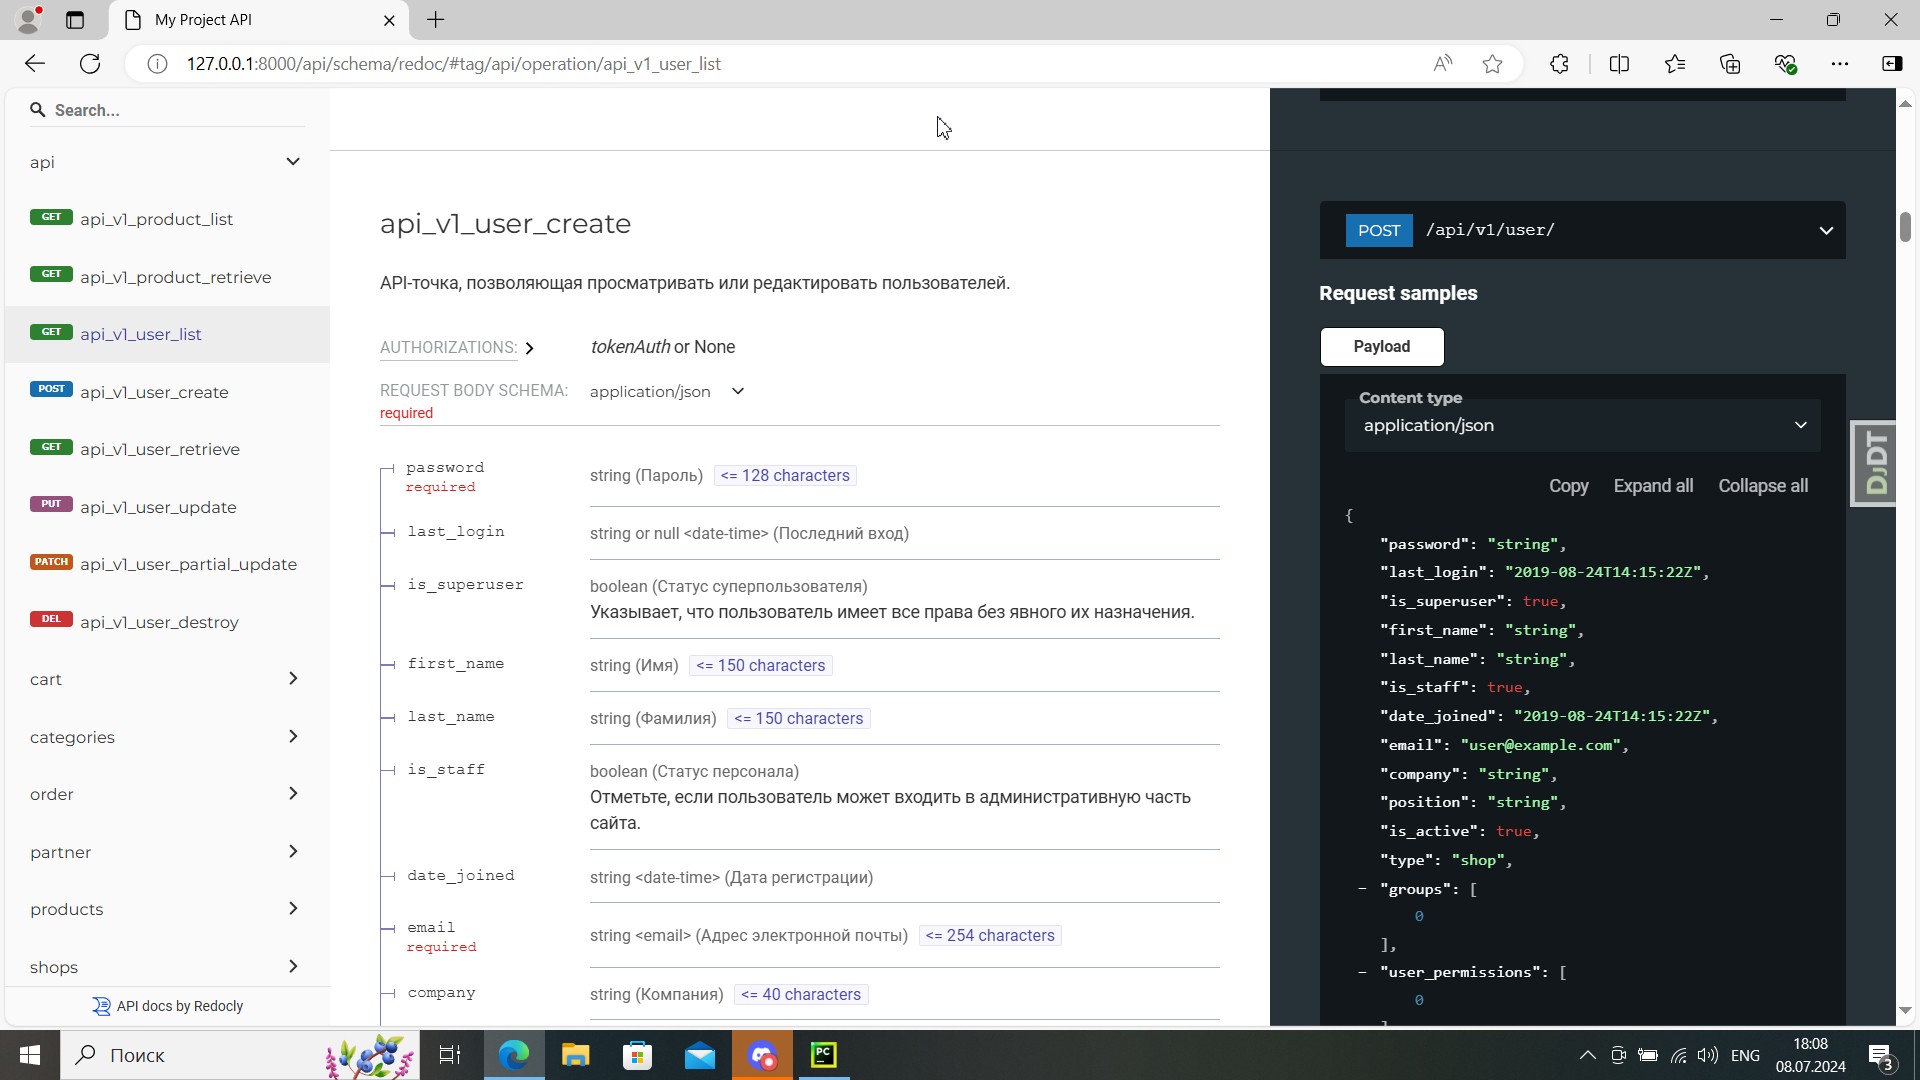 My Project API
127.0.0.1:8000/api/schema/redoc/#tag/api/operation/api_v1_user_list
Search...
api
GET api_v1_product_list
GET api_v1_product_retrieve
GET api_v1_user_list
POST api_v1_user_create
GET api_v1_user_retrieve
PUT api_v1_user_update
PATCH api_v1_user_partial_update
DEL api_v1_user_destroy
cart
categories
order
partner
products
shops
API docs by Redocly
api_v1_user_create
API-точка, позволяющая просматривать или редактировать пользователей.
AUTHORIZATIONS: tokenAuth or None
REQUEST BODY SCHEMA: application/json
required
password
required
string (Пароль) <= 128 characters
last_login string or null <date-time> (Последний вход)
is_superuser boolean (Статус суперпользователя)
Указывает, что пользователь имеет все права без явного их назначения.
first_name string (Имя) <= 150 characters
last_name string (Фамилия) <= 150 characters
is_staff boolean (Статус персонала)
Отметьте, если пользователь может входить в административную часть
сайта.
date_joined string <date-time> (Дата регистрации)
email
required
string <email> (Адрес электронной почты) <= 254 characters
company string (Компания) <= 40 characters
POST /api/v1/user/
Request samples
Payload
Content type
application/json
Copy Expand all Collapse all
{
"password": "string",
"last_login": "2019-08-24T14:15:22Z",
"is_superuser": true,
"first_name": "string",
"last_name": "string",
"is_staff": true,
"date_joined": "2019-08-24T14:15:22Z",
"email": "user@example.com",
"company": "string",
"position": "string",
"is_active": true,
"type": "shop",
- "groups": [
0
],
- "user_permissions": [
0
DjDT
Поиск
PC
ENG
18:08
08.07.2024
3